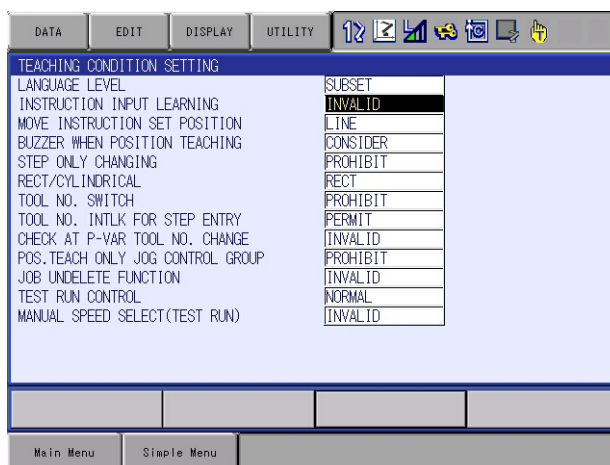 DATA EDIT DISPLAY UTILITY
TEACHING CONDITION SETTING
LANGUAGE LEVEL SUBSET
INSTRUCTION INPUT LEARNING INVALID
MOVE INSTRUCTION SET POSITION LINE
BUZZER WHEN POSITION TEACHING CONSIDER
STEP ONLY CHANGING PROHIBIT
RECT/CYLINDRICAL RECT
TOOL NO. SWITCH PROHIBIT
TOOL NO. INTLK FOR STEP ENTRY PERMIT
CHECK AT P-VAR TOOL NO. CHANGE INVALID
POS.TEACH ONLY JOG CONTROL GROUP PROHIBIT
JOB UNDELETE FUNCTION INVALID
TEST RUN CONTROL NORMAL
MANUAL SPEED SELECT(TEST RUN) INVALID
Main Menu Simple Menu